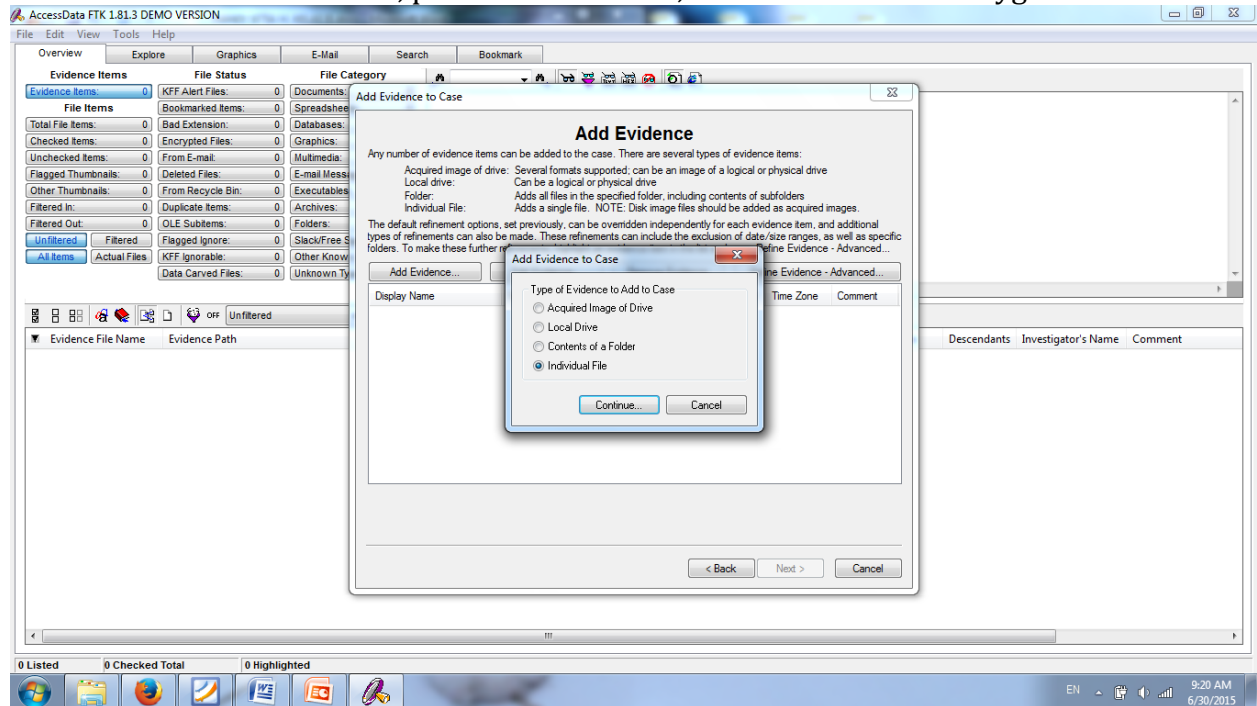 AccessData FTK 1.81.3 DEMO VERSION
File Edit View Tools Help
Overview Explore Graphics E-Mail Search Bookmark
Evidence Items File Status File Category
Evidence Items: 0 KFF Alert Files: 0 Documents:
File Items Bookmarked Items: 0
Total File Items: 0 Bad Extension: 0 Databases:
Checked Items: 0 Encrypted Files: 0 Graphics:
Unchecked Items: 0 From E-mail: 0 Multimedia:
Flagged Thumbnails: 0 Deleted Files: 0 E-mail
Other Thumbnails: 0 From Recycle Bin: 0 Executables
Filtered In: 0 Duplicate Items: 0 Archives:
Filtered Out: 0 OLE Subitems: 0 Folders:
Unfiltered Filtered Flagged Ignore: 0 Slack/Free
All Items Actual Files KFF Ignorable: 0 Other
Data Carved Files: 0 Unknown
OFF Unfiltered
Evidence File Name Evidence Path
Descendants Investigator's Name Comment
Add Evidence to Case
Add Evidence
Any number of evidence items can be added to the case. There are several types of evidence items:
Acquired image of drive: Several formats supported; can be an image of a logical or physical drive
Local drive: Can be a logical or physical drive
Folder: Adds all files in the specified folder, including contents of subfolders
Individual File: Adds a single file. NOTE: Disk image files should be added as acquired images.
The default refinement options, set previously, can be overridden independently for each evidence item, and additional
types of refinements can also be made. These refinements can include the exclusion of date/size ranges, as well as specific
folders. To make these further Evidence - Advanced...
Add Evidence... Evidence - Advanced...
Display Name Time Zone Comment
Add Evidence to Case
Type of Evidence to Add to Case
Acquired Image of Drive
Local Drive
Contents of a Folder
Individual File
Continue... Cancel
< Back Next > Cancel
0 Listed 0 Checked Total 0 Highlighted
EN
9:20 AM
6/30/2015